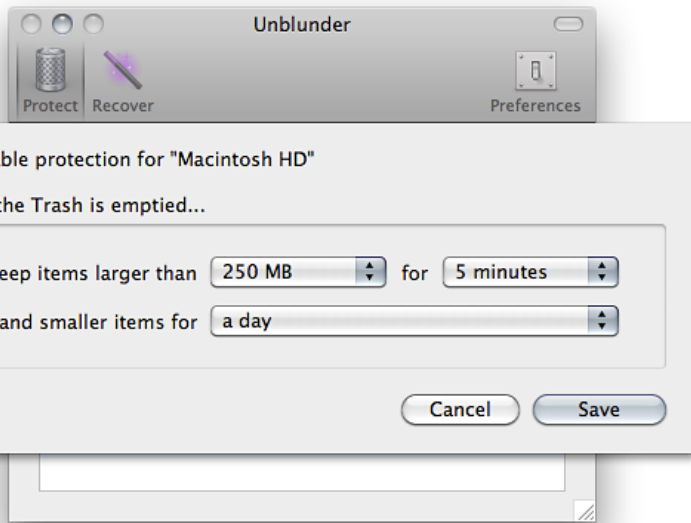 Unblunder
Protect Recover Preferences
ble protection for "Macintosh HD"
the Trash is emptied...
eep items larger than 250 MB for 5 minutes
and smaller items for a day
Cancel Save